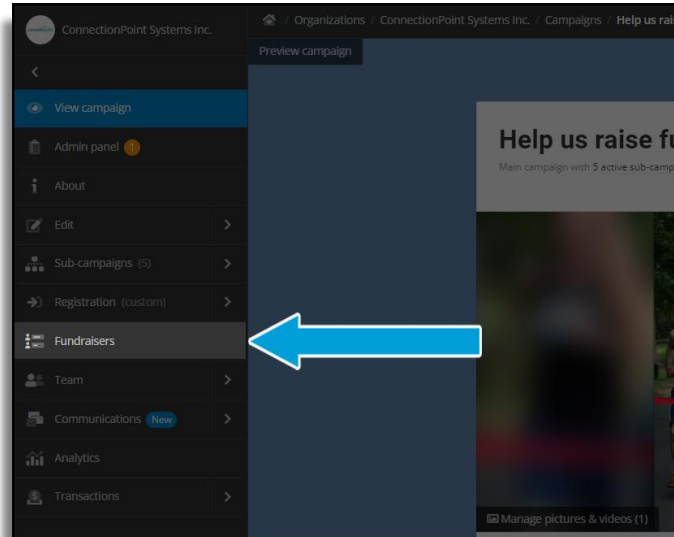 ConnectionPoint Systems Inc.
/ Organizations / ConnectionPoint Systems Inc. / Campaigns / Help us rai
Preview campaign
View campaign
Admin panel 1
About
Edit
Sub-campaigns (5)
Registration (custom)
Fundraisers
Team
Communications New
Analytics
Transactions
Help us raise fu
Main campaign with 5 active sub-camp
Manage pictures & videos (1)